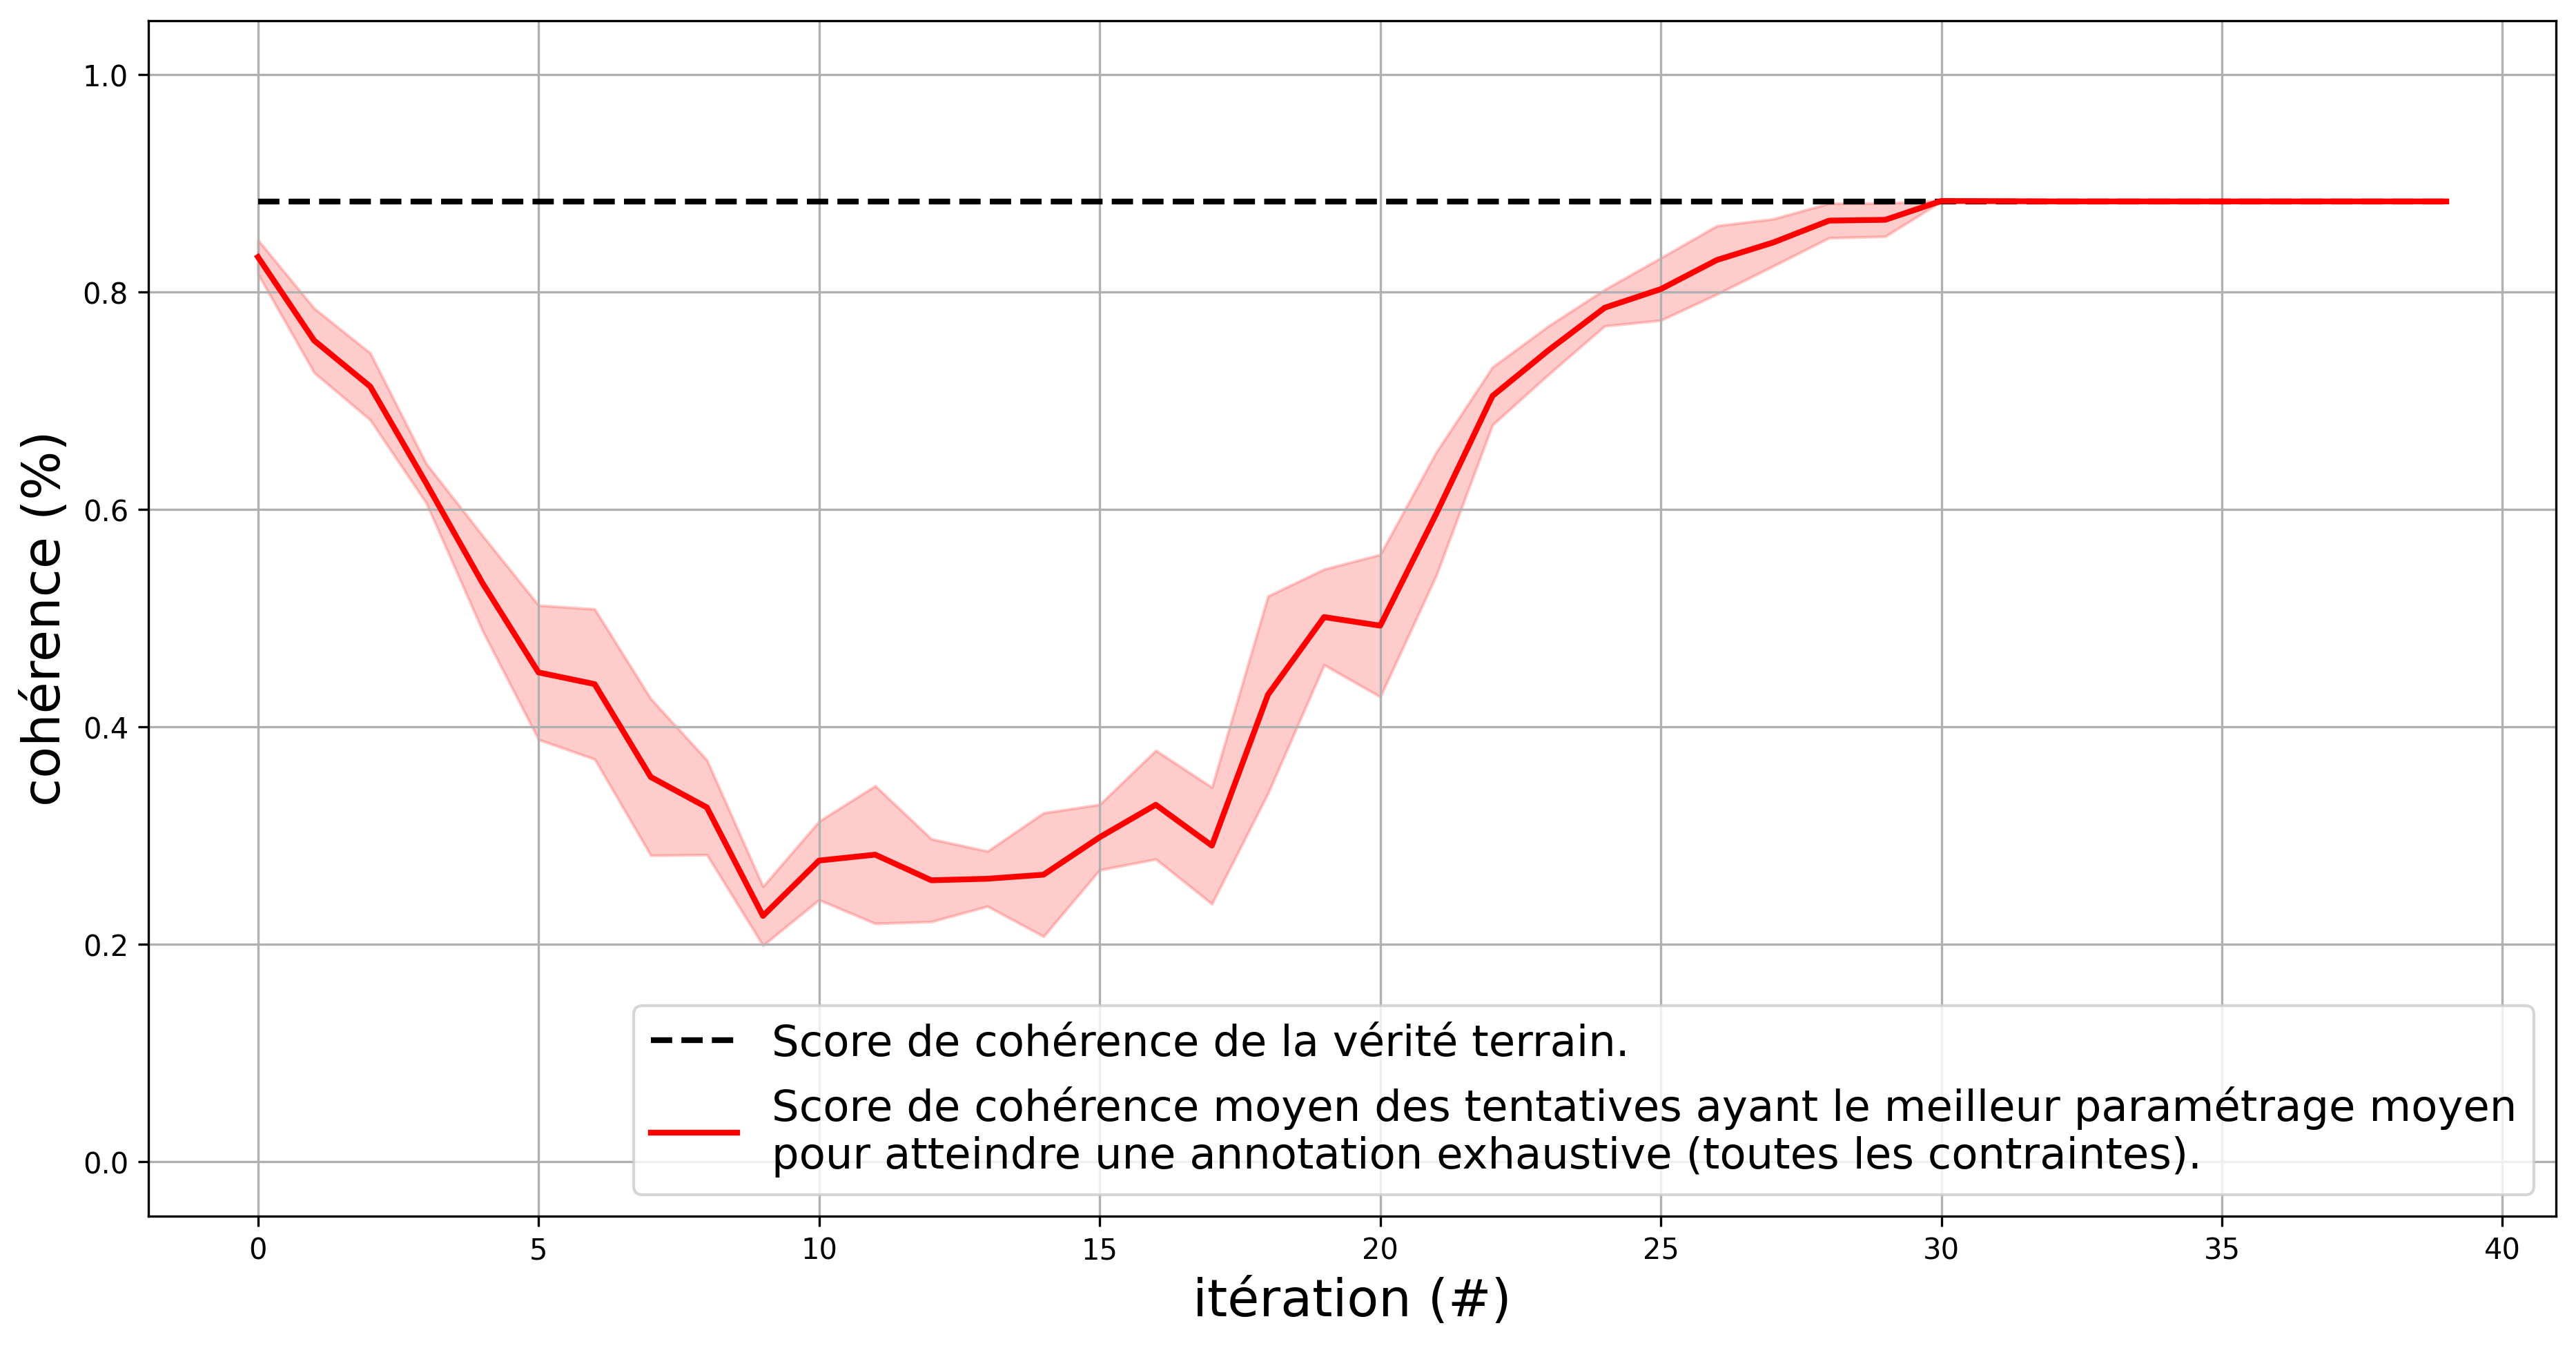 cohérence (%)
1.0
0.8
0.6
0.4
0.2
0.0
Score de cohérence de la vérité terrain.
Score de cohérence moyen des tentatives ayant le meilleur paramétrage moyen
pour atteindre une annotation exhaustive (toutes les contraintes).
0 5 10 15 20 25 30 35 40
itération (#)